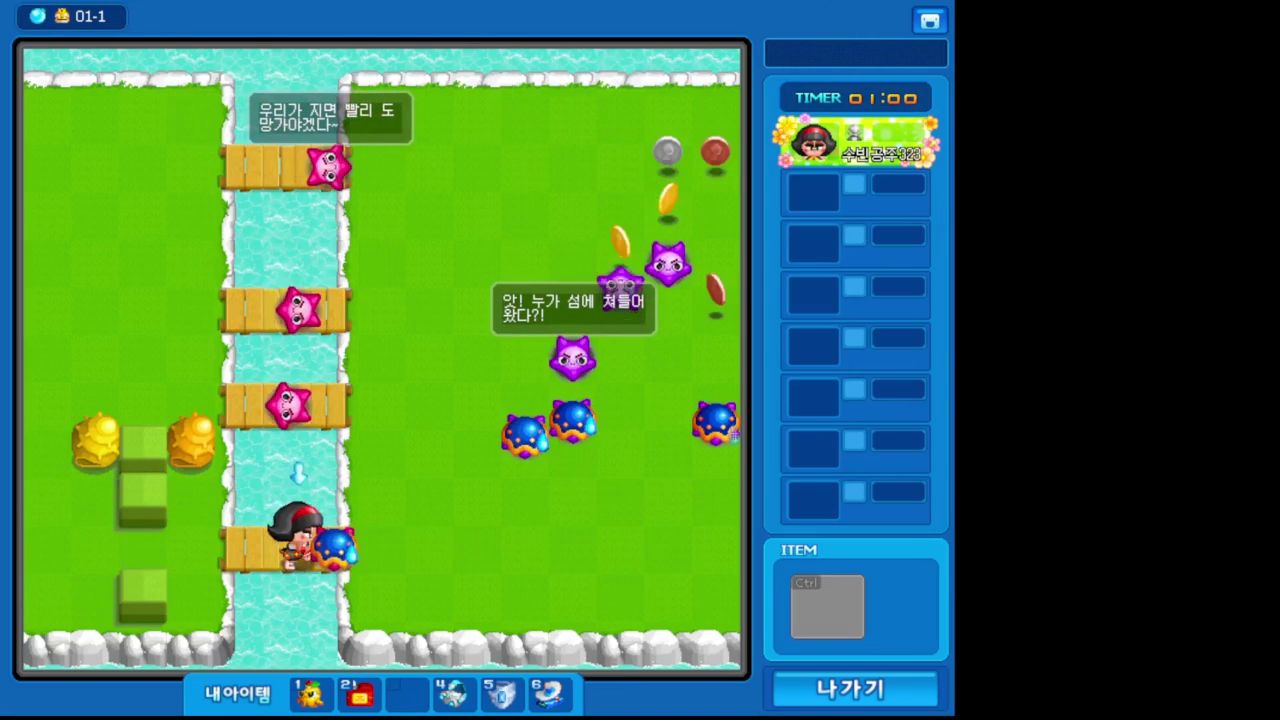 01-1
우리가 지면 빨리 도
망가야겠다~
TIMER 01:00
수빈공주323
앗! 누가 섬에 쳐들어
왔다?!
ITEM
Ctrl
내아이템
1
2
4
5
6
나가기